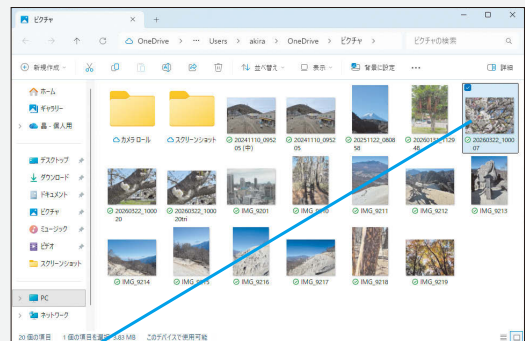 ピクチャ
OneDrive > ... Users > akira > OneDrive > ピクチャ >
ピクチャの検索
新規作成
並べ替え
表示
背景に設定
...
詳細
ホーム
ギャラリー
晶 - 個人用
デスクトップ
ダウンロード
ドキュメント
ピクチャ
ミュージック
ビデオ
スクリーンショット
PC
ネットワーク
カメラロール
スクリーンショット
20241110_0952
05 (中)
20241110_0952
05
20251122_0808
58
20260322_1000
07
20260322_1000
20
20260322_1000
20tri
IMG_9201
IMG_9211
IMG_9212
IMG_9213
IMG_9214
IMG_9216
IMG_9217
IMG_9218
IMG_9219
20 個の項目
1 個の項目を選択 3.83 MB
このデバイスで使用可能